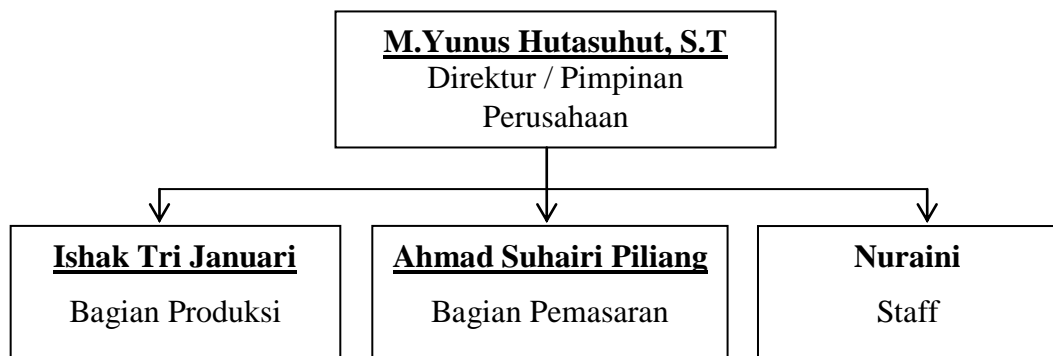 M.Yunus Hutasuhut, S.T
Direktur / Pimpinan
Perusahaan
Ishak Tri Januari
Bagian Produksi
Ahmad Suhairi Piliang
Bagian Pemasaran
Nuraini
Staff